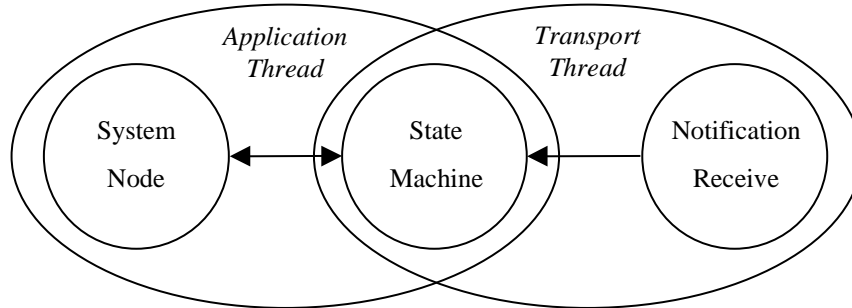 Application
Thread
Transport
Thread
System
Node
State
Machine
Notification
Receive